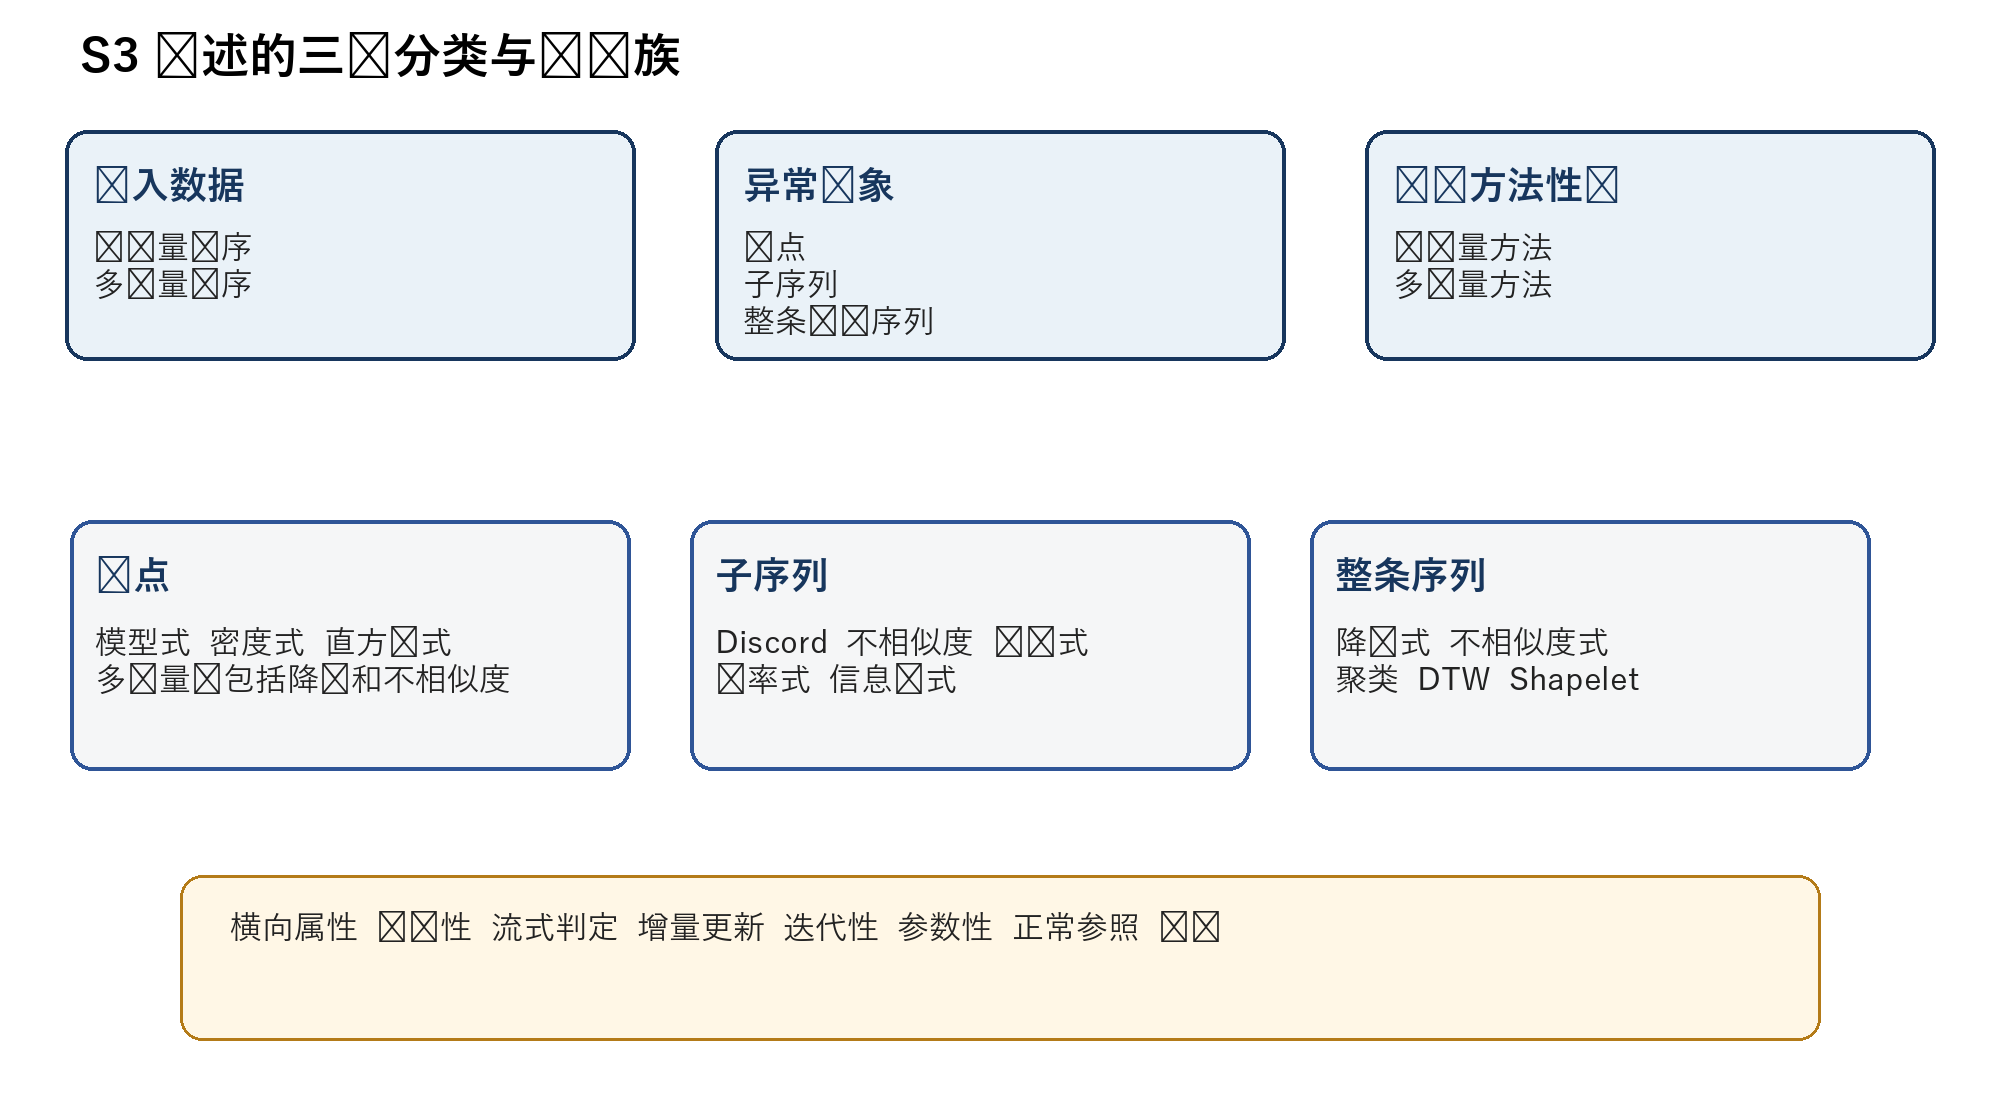 S3 述的三分类与族
入数据
量序
多量序
异常象
点
子序列
整条序列
方法性
量方法
多量方法
点
模型式 密度式 直方式
多量包括降和不相似度
子序列
Discord 不相似度 式
率式 信息式
整条序列
降式 不相似度式
聚类 DTW Shapelet
横向属性 性 流式判定 增量更新 迭代性 参数性 正常参照